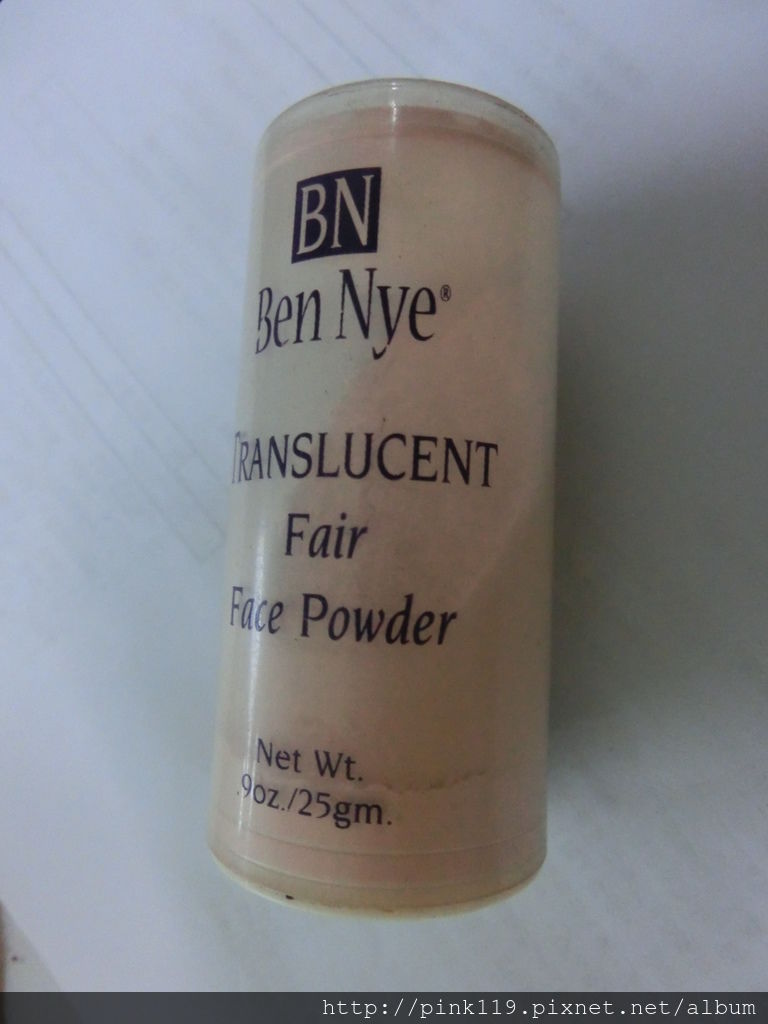 BN
Ben Nye®
TRANSLUCENT
Fair
Face Powder
Net Wt.
.9oz./25gm.
http://pink119.pixnet.net/album